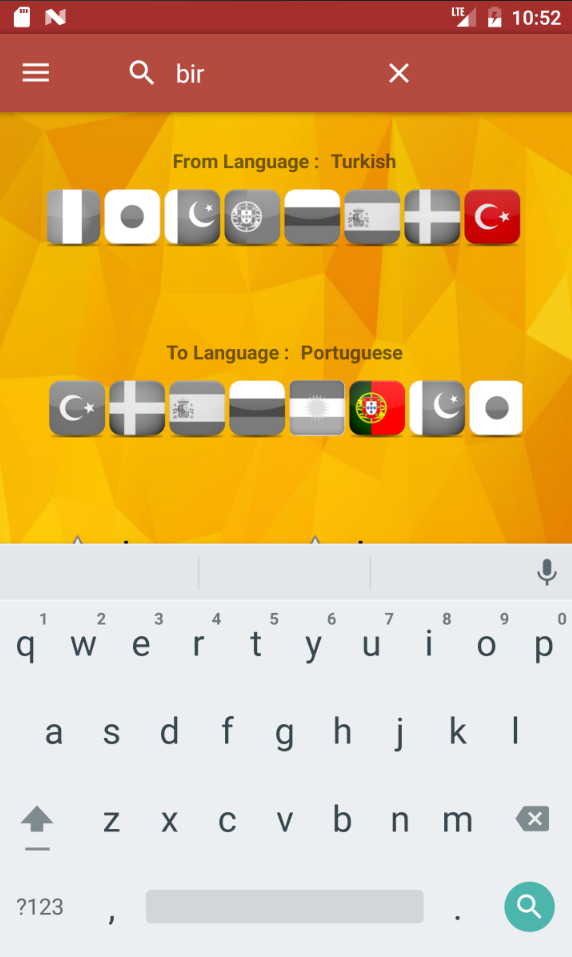 LTE 10:52
bir
From Language : Turkish
To Language : Portuguese
1 2 3 4 5 6 7 8 9 0
q w e r t y u i o p
a s d f g h j k l
z x c v b n m
?123 , .